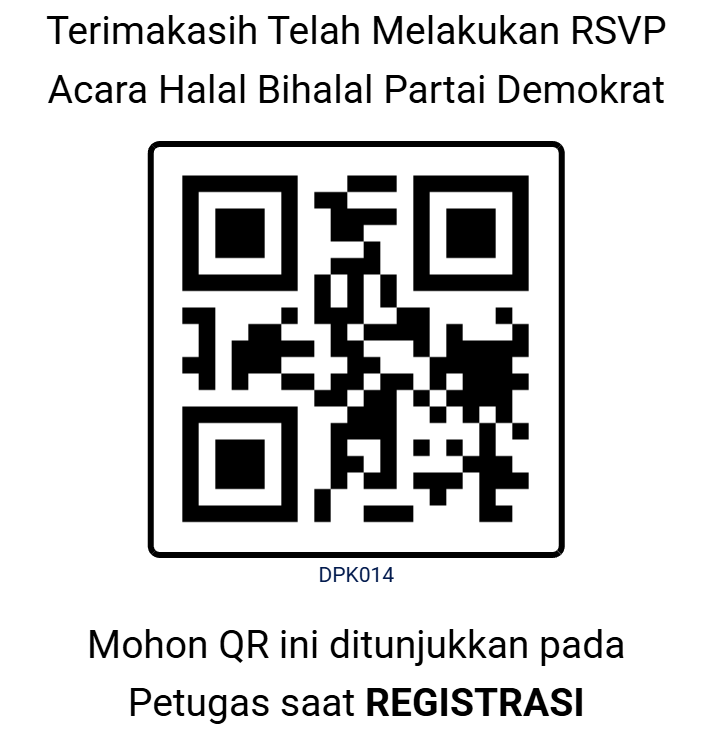 Terimakasih Telah Melakukan RSVP
Acara Halal Bihalal Partai Demokrat
DPK014
Mohon QR ini ditunjukkan pada
Petugas saat REGISTRASI